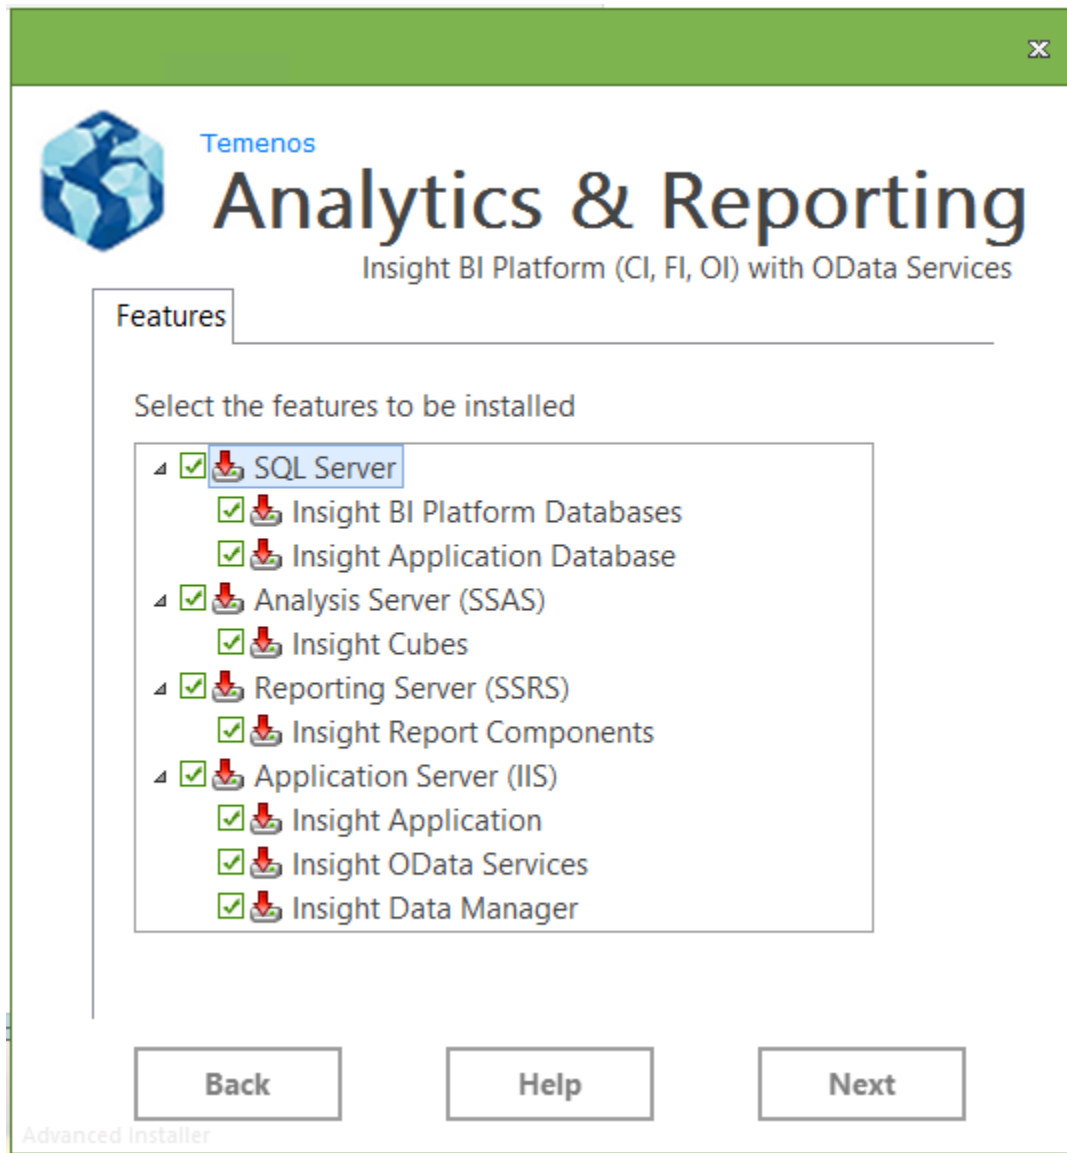 Temenos
Analytics & Reporting
Insight BI Platform (CI, FI, OI) with OData Services
Features
Select the features to be installed
SQL Server
Insight BI Platform Databases
Insight Application Database
Analysis Server (SSAS)
Insight Cubes
Reporting Server (SSRS)
Insight Report Components
Application Server (IIS)
Insight Application
Insight OData Services
Insight Data Manager
Back Help Next
Advanced Installer